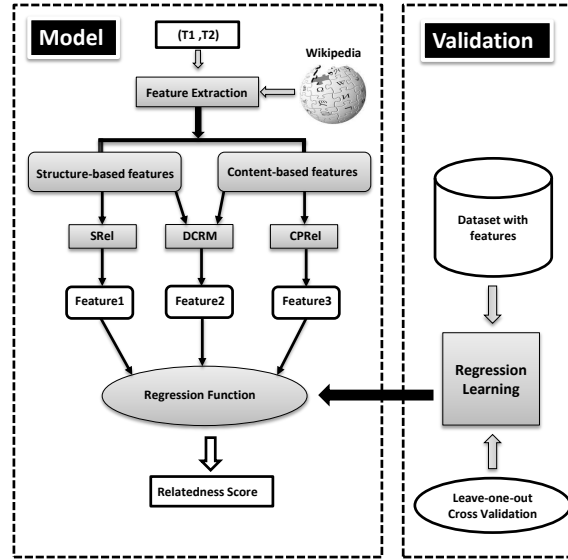 Model
(T1 ,T2)
Wikipedia
Feature Extraction
Structure-based features
Content-based features
SRel
DCRM
CPRel
Feature1
Feature2
Feature3
Regression Function
Relatedness Score
Validation
Dataset with
features
Regression
Learning
Leave-one-out
Cross Validation